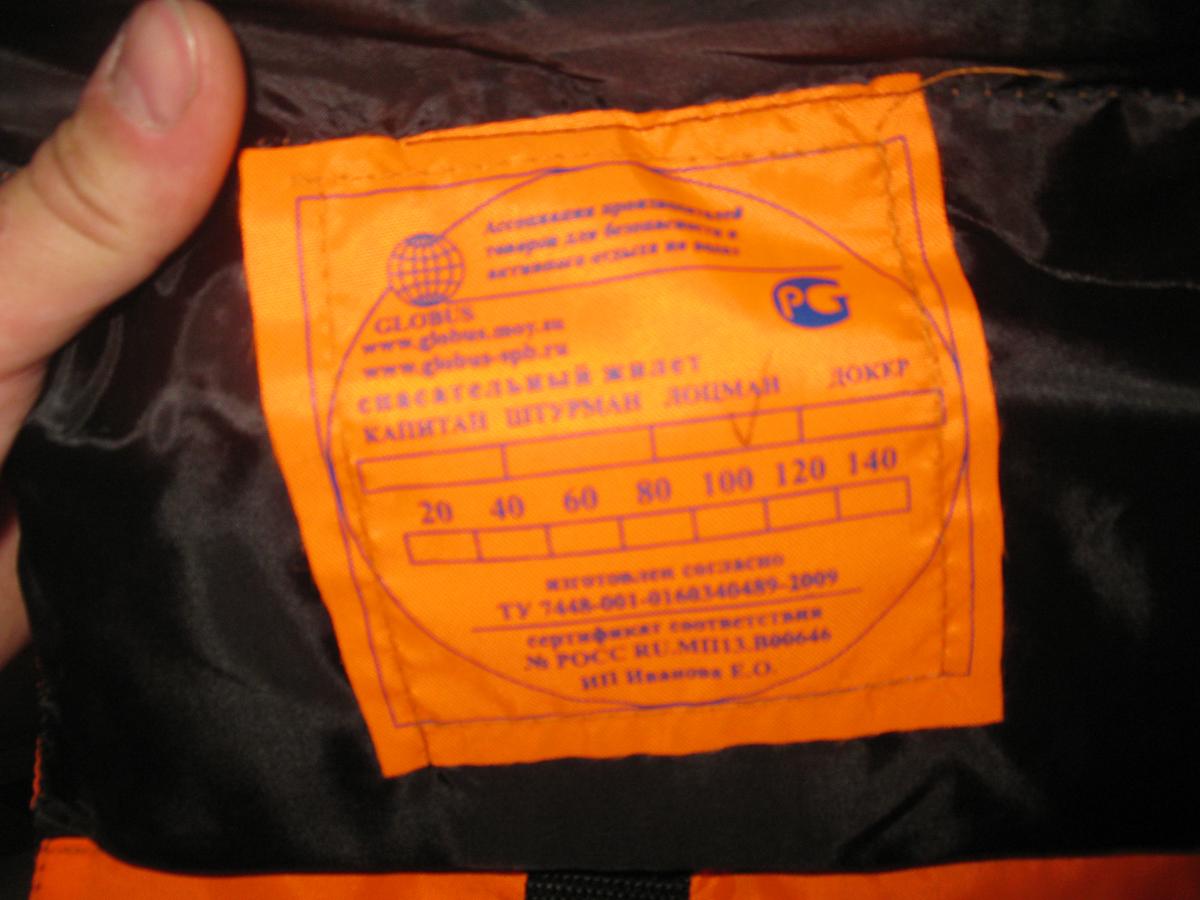 Ассоциация производителей
товаров для безопасности и
активного отдыха на воде
GLOBUS
www.globus.moy.su
www.globus-spb.ru
PG
спасательный жилет
КАПИТАН ШТУРМАН ЛОЦМАН ДОКЕР
20 40 60 80 100 120 140
изготовлен согласно
ТУ 7448-001-0160340489-2009
сертификат соответствия
№ РОСС RU.МП13.В00646
ИП Иванова Е.О.